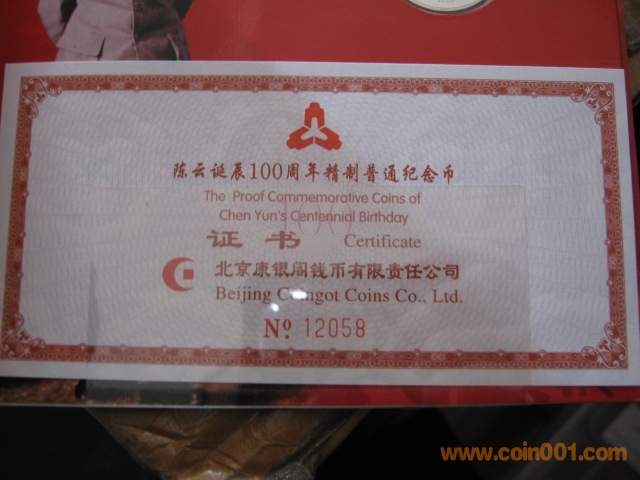 陈云诞辰100周年精制普通纪念币
The Proof Commemorative Coins of
Chen Yun's Centennial Birthday
证书 Certificate
北京康银阁钱币有限责任公司
Beijing Coingot Coins Co., Ltd.
Nº 12058
www.coin001.com